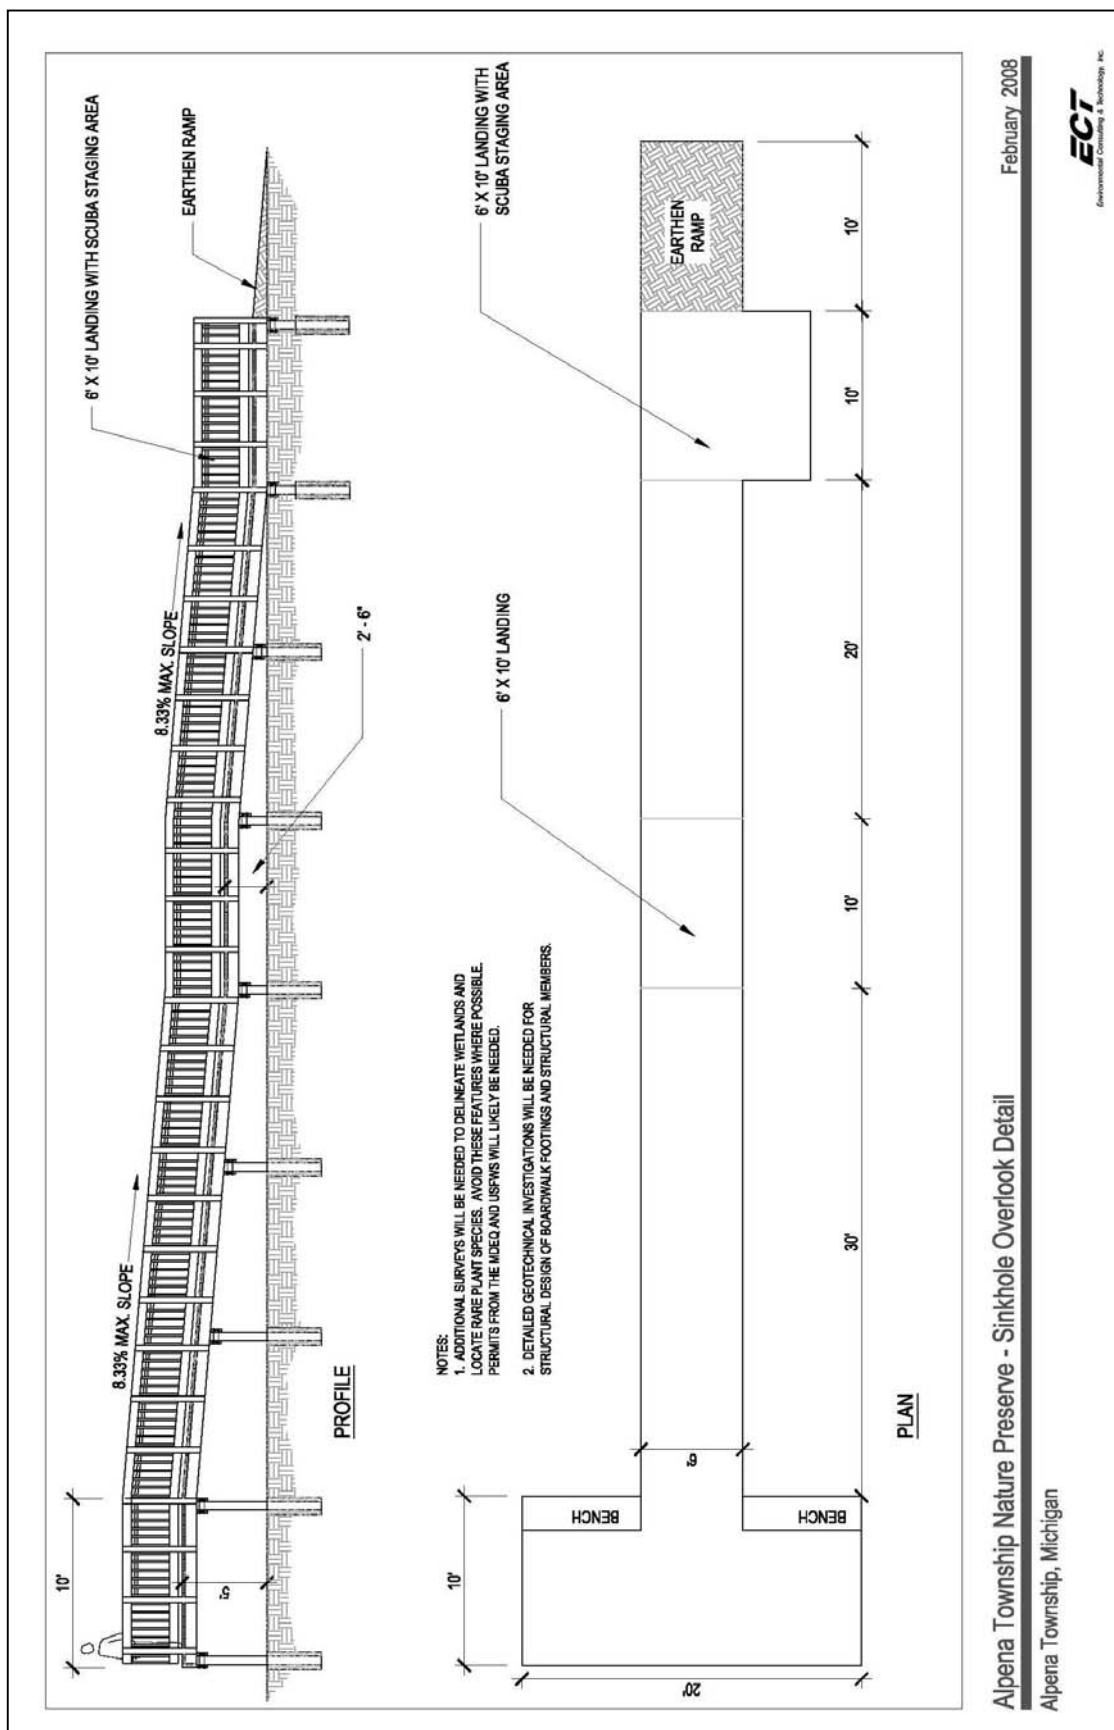 6' X 10' LANDING WITH SCUBA STAGING AREA
EARTHEN RAMP
8.33% MAX. SLOPE
8.33% MAX. SLOPE
2' - 6"
10'
5'
PROFILE
NOTES:
1. ADDITIONAL SURVEYS WILL BE NEEDED TO DELINEATE WETLANDS AND
LOCATE RARE PLANT SPECIES. AVOID THESE FEATURES WHERE POSSIBLE.
PERMITS FROM THE MDEQ AND USFWS WILL LIKELY BE NEEDED.
2. DETAILED GEOTECHNICAL INVESTIGATIONS WILL BE NEEDED FOR
STRUCTURAL DESIGN OF BOARDWALK FOOTINGS AND STRUCTURAL MEMBERS.
6' X 10' LANDING
6' X 10' LANDING WITH
SCUBA STAGING AREA
10'
BENCH
BENCH
6'
EARTHEN
RAMP
20'
30'
10'
20'
10'
10'
PLAN
Alpena Township Nature Preserve - Sinkhole Overlook Detail
February 2008
Alpena Township, Michigan
ECT
Environmental Consulting & Technology, Inc.